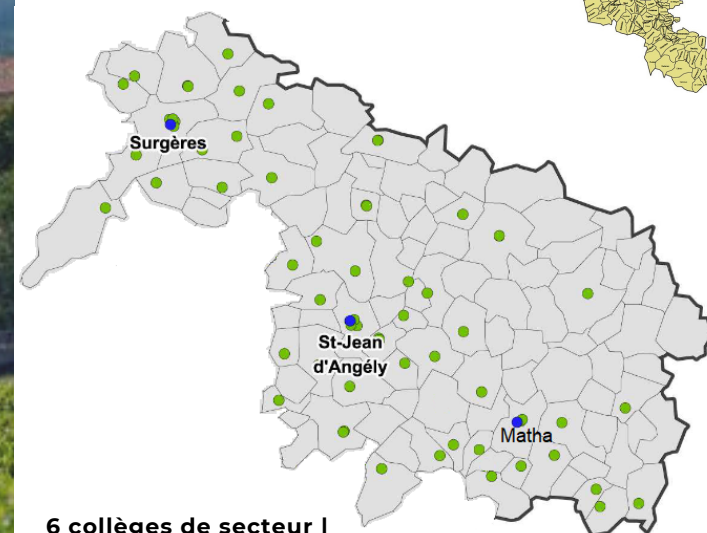 Surgères
St-Jean
d'Angély
Matha
6 collèges de secteur |